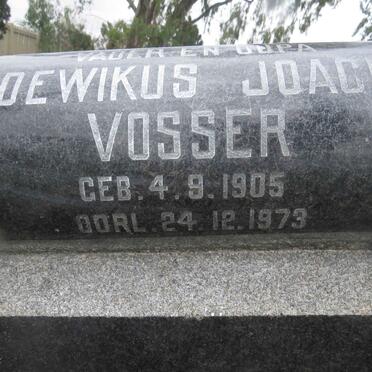 VADER EN OUPA
OEWIKUS JOAC
VOSSER
GEB. 4.9.1905
OORL. 24.12.1973